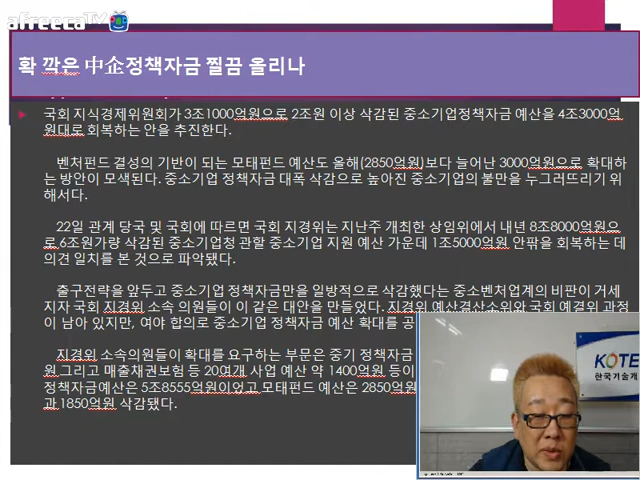 afreecaTV
확 깍은 中企정책자금 찔끔 올리나
국회 지식경제위원회가 3조1000억원으로 2조원 이상 삭감된 중소기업정책자금 예산을 4조3000억
원대로 회복하는 안을 추진한다.
벤처펀드 결성의 기반이 되는 모태펀드 예산도 올해(2850억원)보다 늘어난 3000억원으로 확대하
는 방안이 모색된다. 중소기업 정책자금 대폭 삭감으로 높아진 중소기업의 불만을 누그러뜨리기 위
해서다.
22일 관계 당국 및 국회에 따르면 국회 지경위는 지난주 개최한 상임위에서 내년 8조8000억원으
로 6조원가량 삭감된 중소기업청 관할 중소기업 지원 예산 가운데 1조5000억원 안팎을 회복하는 데
의견 일치를 본 것으로 파악됐다.
출구전략을 앞두고 중소기업 정책자금만을 일방적으로 삭감했다는 중소벤처업계의 비판이 거세
지자 국회 지경위 소속 의원들이 이 같은 대안을 만들었다. 지경위 예산결산소위와 국회 예결위 과정
이 남아 있지만, 여야 합의로 중소기업 정책자금 예산 확대를 공
지경위 소속의원들이 확대를 요구하는 부문은 중기 정책자금
원 그리고 매출채권보험 등 20여개 사업 예산 약 1400억원 등이
정책자금예산은 5조8555억원이었고 모태펀드 예산은 2850억원
과 1850억원 삭감됐다.
KOTE
한국기술개